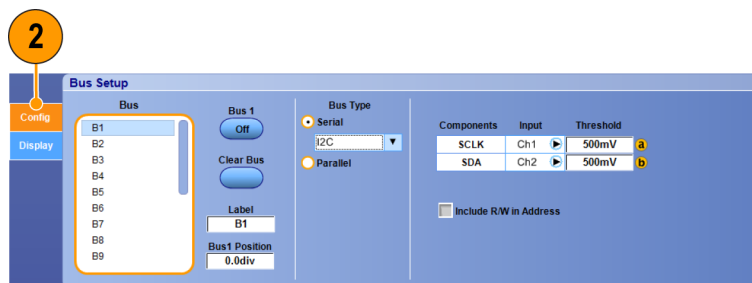 2
Bus Setup
Config
Display
Bus
B1
B2
B3
B4
B5
B6
B7
B8
B9
Bus 1
Off
Clear Bus
Label
B1
Bus1 Position
0.0div
Bus Type
Serial
I2C
Parallel
Components Input Threshold
SCLK Ch1 500mV a
SDA Ch2 500mV b
Include R/W in Address